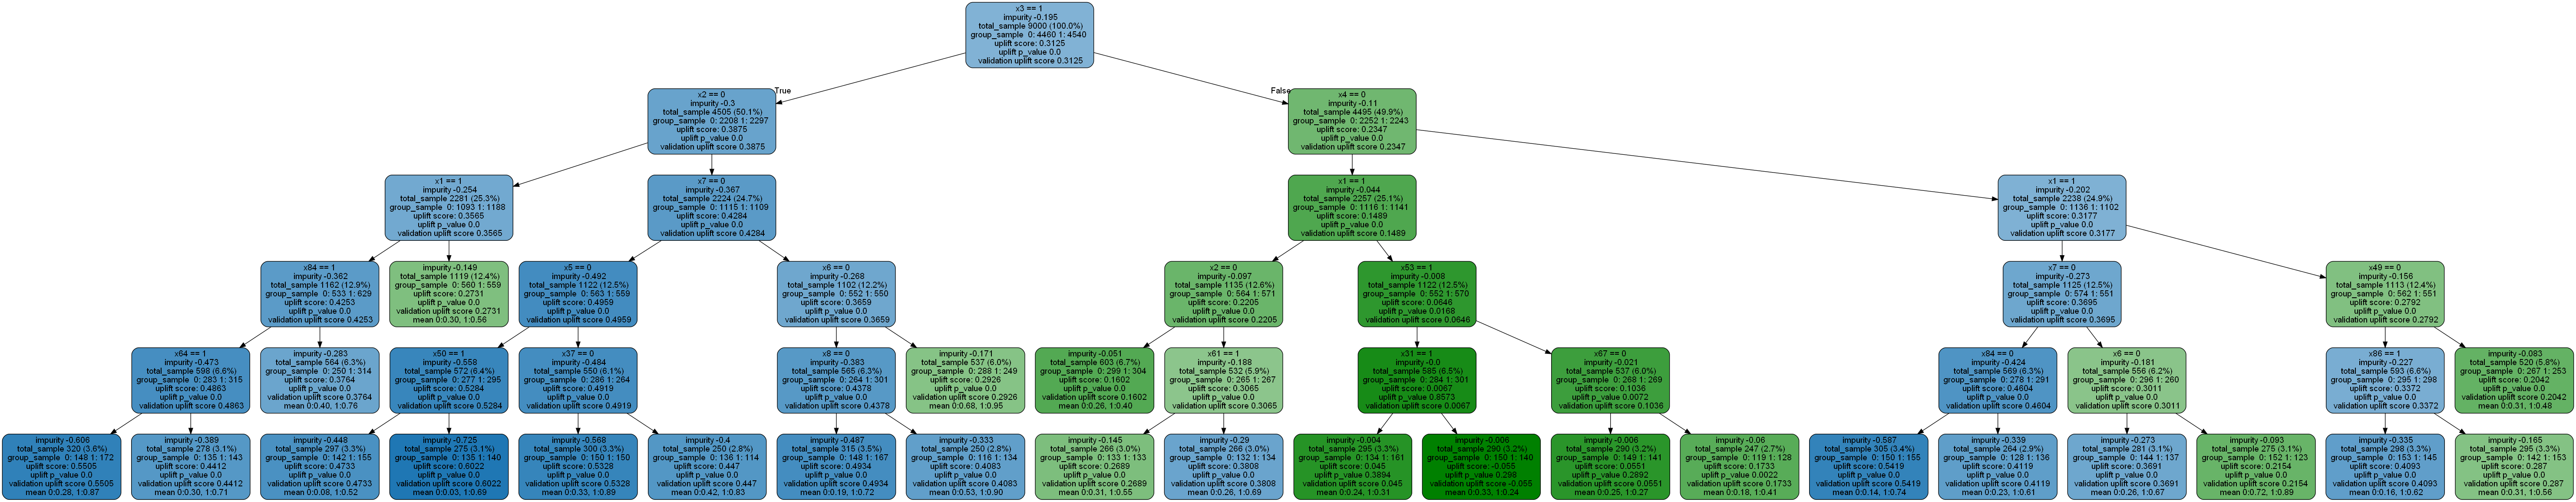 x3 == 1
impurity -0.195
total_sample 9000 (100.0%)
group_sample 0: 4460 1: 4540
uplift score: 0.3125
uplift p_value 0.0
validation uplift score 0.3125
True
False
x2 == 0
impurity -0.3
total_sample 4505 (50.1%)
group_sample 0: 2208 1: 2297
uplift score: 0.3875
uplift p_value 0.0
validation uplift score 0.3875
x4 == 0
impurity -0.11
total_sample 4495 (49.9%)
group_sample 0: 2252 1: 2243
uplift score: 0.2347
uplift p_value 0.0
validation uplift score 0.2347
x1 == 1
impurity -0.254
total_sample 2281 (25.3%)
group_sample 0: 1093 1: 1188
uplift score: 0.3565
uplift p_value 0.0
validation uplift score 0.3565
x7 == 0
impurity -0.367
total_sample 2224 (24.7%)
group_sample 0: 1115 1: 1109
uplift score: 0.4284
uplift p_value 0.0
validation uplift score 0.4284
x1 == 1
impurity -0.044
total_sample 2257 (25.1%)
group_sample 0: 1116 1: 1141
uplift score: 0.1489
uplift p_value 0.0
validation uplift score 0.1489
x1 == 1
impurity -0.202
total_sample 2238 (24.9%)
group_sample 0: 1136 1: 1102
uplift score: 0.3177
uplift p_value 0.0
validation uplift score 0.3177
x84 == 1
impurity -0.362
total_sample 1162 (12.9%)
group_sample 0: 533 1: 629
uplift score: 0.4253
uplift p_value 0.0
validation uplift score 0.4253
impurity -0.149
total_sample 1119 (12.4%)
group_sample 0: 560 1: 559
uplift score: 0.2731
uplift p_value 0.0
validation uplift score 0.2731
mean 0:0.30, 1:0.56
x5 == 0
impurity -0.492
total_sample 1122 (12.5%)
group_sample 0: 563 1: 559
uplift score: 0.4959
uplift p_value 0.0
validation uplift score 0.4959
x6 == 0
impurity -0.268
total_sample 1102 (12.2%)
group_sample 0: 552 1: 550
uplift score: 0.3659
uplift p_value 0.0
validation uplift score 0.3659
x2 == 0
impurity -0.097
total_sample 1135 (12.6%)
group_sample 0: 564 1: 571
uplift score: 0.2205
uplift p_value 0.0
validation uplift score 0.2205
x53 == 1
impurity -0.008
total_sample 1122 (12.5%)
group_sample 0: 552 1: 570
uplift score: 0.0646
uplift p_value 0.0168
validation uplift score 0.0646
x7 == 0
impurity -0.273
total_sample 1125 (12.5%)
group_sample 0: 574 1: 551
uplift score: 0.3695
uplift p_value 0.0
validation uplift score 0.3695
x49 == 0
impurity -0.156
total_sample 1113 (12.4%)
group_sample 0: 562 1: 551
uplift score: 0.2792
uplift p_value 0.0
validation uplift score 0.2792
x64 == 1
impurity -0.473
total_sample 598 (6.6%)
group_sample 0: 283 1: 315
uplift score: 0.4863
uplift p_value 0.0
validation uplift score 0.4863
impurity -0.283
total_sample 564 (6.3%)
group_sample 0: 250 1: 314
uplift score: 0.3764
uplift p_value 0.0
validation uplift score 0.3764
mean 0:0.40, 1:0.76
x50 == 1
impurity -0.558
total_sample 572 (6.4%)
group_sample 0: 277 1: 295
uplift score: 0.5284
uplift p_value 0.0
validation uplift score 0.5284
x37 == 0
impurity -0.484
total_sample 550 (6.1%)
group_sample 0: 286 1: 264
uplift score: 0.4919
uplift p_value 0.0
validation uplift score 0.4919
x8 == 0
impurity -0.383
total_sample 565 (6.3%)
group_sample 0: 264 1: 301
uplift score: 0.4378
uplift p_value 0.0
validation uplift score 0.4378
impurity -0.171
total_sample 537 (6.0%)
group_sample 0: 288 1: 249
uplift score: 0.2926
uplift p_value 0.0
validation uplift score 0.2926
mean 0:0.68, 1:0.95
impurity -0.051
total_sample 603 (6.7%)
group_sample 0: 299 1: 304
uplift score: 0.1602
uplift p_value 0.0
validation uplift score 0.1602
mean 0:0.26, 1:0.40
x61 == 1
impurity -0.188
total_sample 532 (5.9%)
group_sample 0: 265 1: 267
uplift score: 0.3065
uplift p_value 0.0
validation uplift score 0.3065
x31 == 1
impurity -0.0
total_sample 585 (6.5%)
group_sample 0: 284 1: 301
uplift score: 0.0067
uplift p_value 0.8573
validation uplift score 0.0067
x67 == 0
impurity -0.021
total_sample 537 (6.0%)
group_sample 0: 268 1: 269
uplift score: 0.1036
uplift p_value 0.0072
validation uplift score 0.1036
x84 == 0
impurity -0.424
total_sample 569 (6.3%)
group_sample 0: 278 1: 291
uplift score: 0.4604
uplift p_value 0.0
validation uplift score 0.4604
x6 == 0
impurity -0.181
total_sample 556 (6.2%)
group_sample 0: 296 1: 260
uplift score: 0.3011
uplift p_value 0.0
validation uplift score 0.3011
x86 == 1
impurity -0.227
total_sample 593 (6.6%)
group_sample 0: 295 1: 298
uplift score: 0.3372
uplift p_value 0.0
validation uplift score 0.3372
impurity -0.083
total_sample 520 (5.8%)
group_sample 0: 267 1: 253
uplift score: 0.2042
uplift p_value 0.0
validation uplift score 0.2042
mean 0:0.31, 1:0.48
impurity -0.606
total_sample 320 (3.6%)
group_sample 0: 148 1: 172
uplift score: 0.5505
uplift p_value 0.0
validation uplift score 0.5505
mean 0:0.28, 1:0.87
impurity -0.389
total_sample 278 (3.1%)
group_sample 0: 135 1: 143
uplift score: 0.4412
uplift p_value 0.0
validation uplift score 0.4412
mean 0:0.30, 1:0.71
impurity -0.448
total_sample 297 (3.3%)
group_sample 0: 142 1: 155
uplift score: 0.4733
uplift p_value 0.0
validation uplift score 0.4733
mean 0:0.08, 1:0.52
impurity -0.725
total_sample 275 (3.1%)
group_sample 0: 135 1: 140
uplift score: 0.6022
uplift p_value 0.0
validation uplift score 0.6022
mean 0:0.03, 1:0.69
impurity -0.568
total_sample 300 (3.3%)
group_sample 0: 150 1: 150
uplift score: 0.5328
uplift p_value 0.0
validation uplift score 0.5328
mean 0:0.33, 1:0.89
impurity -0.4
total_sample 250 (2.8%)
group_sample 0: 136 1: 114
uplift score: 0.447
uplift p_value 0.0
validation uplift score 0.447
mean 0:0.42, 1:0.83
impurity -0.487
total_sample 315 (3.5%)
group_sample 0: 148 1: 167
uplift score: 0.4934
uplift p_value 0.0
validation uplift score 0.4934
mean 0:0.19, 1:0.72
impurity -0.333
total_sample 250 (2.8%)
group_sample 0: 116 1: 134
uplift score: 0.4083
uplift p_value 0.0
validation uplift score 0.4083
mean 0:0.53, 1:0.90
impurity -0.145
total_sample 266 (3.0%)
group_sample 0: 133 1: 133
uplift score: 0.2689
uplift p_value 0.0
validation uplift score 0.2689
mean 0:0.31, 1:0.55
impurity -0.29
total_sample 266 (3.0%)
group_sample 0: 132 1: 134
uplift score: 0.3808
uplift p_value 0.0
validation uplift score 0.3808
mean 0:0.26, 1:0.69
impurity -0.004
total_sample 295 (3.3%)
group_sample 0: 134 1: 161
uplift score: 0.045
uplift p_value 0.3894
validation uplift score 0.045
mean 0:0.24, 1:0.31
impurity -0.006
total_sample 290 (3.2%)
group_sample 0: 150 1: 140
uplift score: -0.055
uplift p_value 0.298
validation uplift score -0.055
mean 0:0.33, 1:0.24
impurity -0.006
total_sample 290 (3.2%)
group_sample 0: 149 1: 141
uplift score: 0.0551
uplift p_value 0.2892
validation uplift score 0.0551
mean 0:0.25, 1:0.27
impurity -0.06
total_sample 247 (2.7%)
group_sample 0: 119 1: 128
uplift score: 0.1733
uplift p_value 0.0022
validation uplift score 0.1733
mean 0:0.18, 1:0.41
impurity -0.587
total_sample 305 (3.4%)
group_sample 0: 150 1: 155
uplift score: 0.5419
uplift p_value 0.0
validation uplift score 0.5419
mean 0:0.14, 1:0.74
impurity -0.339
total_sample 264 (2.9%)
group_sample 0: 128 1: 136
uplift score: 0.4119
uplift p_value 0.0
validation uplift score 0.4119
mean 0:0.23, 1:0.61
impurity -0.273
total_sample 281 (3.1%)
group_sample 0: 144 1: 137
uplift score: 0.3691
uplift p_value 0.0
validation uplift score 0.3691
mean 0:0.26, 1:0.67
impurity -0.093
total_sample 275 (3.1%)
group_sample 0: 152 1: 123
uplift score: 0.2154
uplift p_value 0.0
validation uplift score 0.2154
mean 0:0.72, 1:0.89
impurity -0.335
total_sample 298 (3.3%)
group_sample 0: 153 1: 145
uplift score: 0.4093
uplift p_value 0.0
validation uplift score 0.4093
mean 0:0.16, 1:0.62
impurity -0.165
total_sample 295 (3.3%)
group_sample 0: 142 1: 153
uplift score: 0.287
uplift p_value 0.0
validation uplift score 0.287
mean 0:0.31, 1:0.56